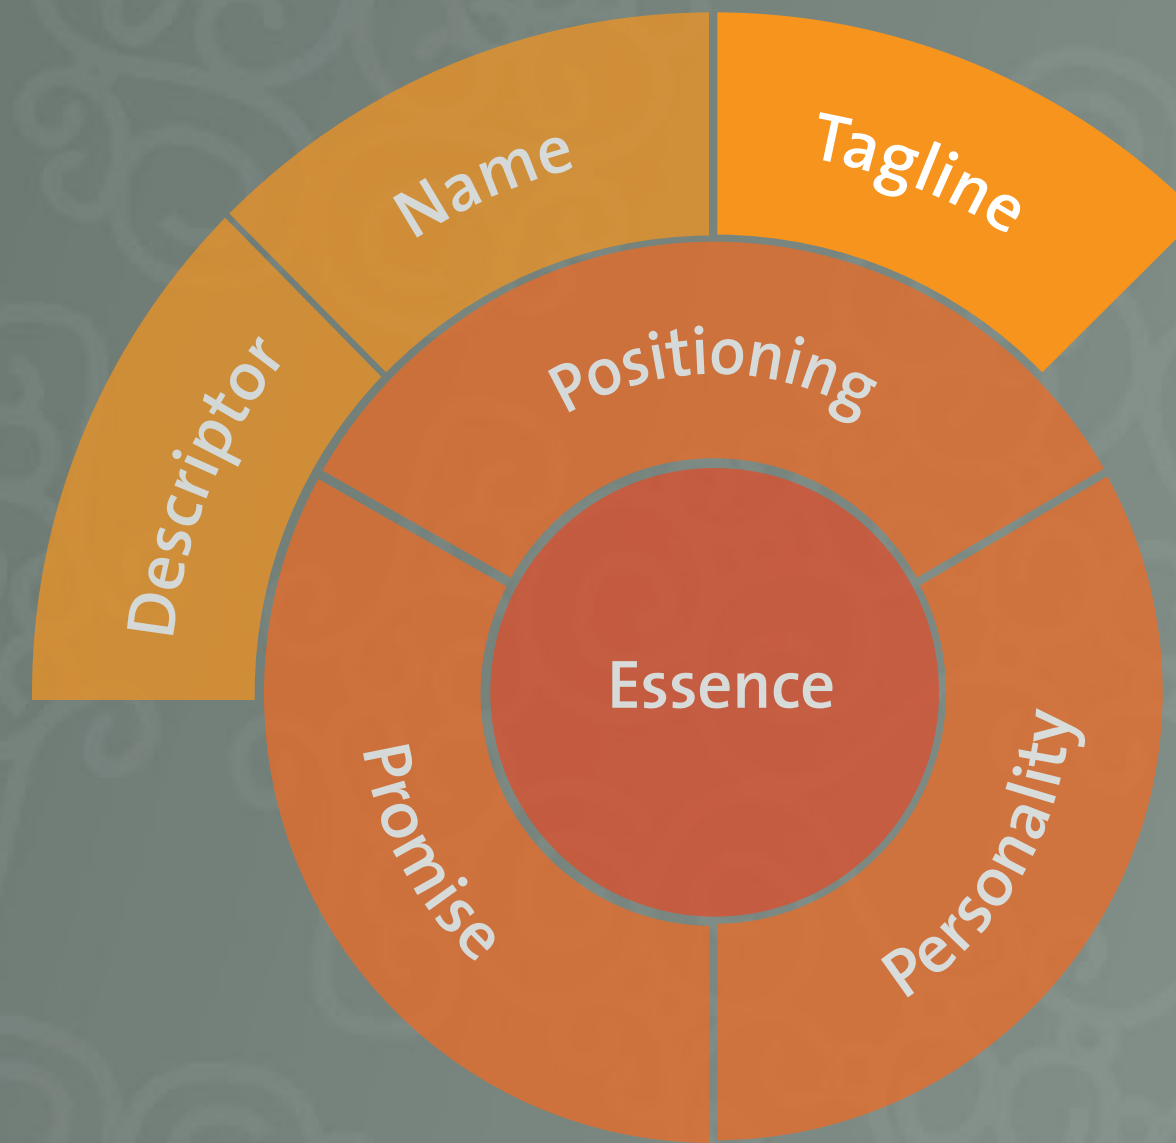 Descriptor
Name
Tagline
Positioning
Essence
Promise
Personality